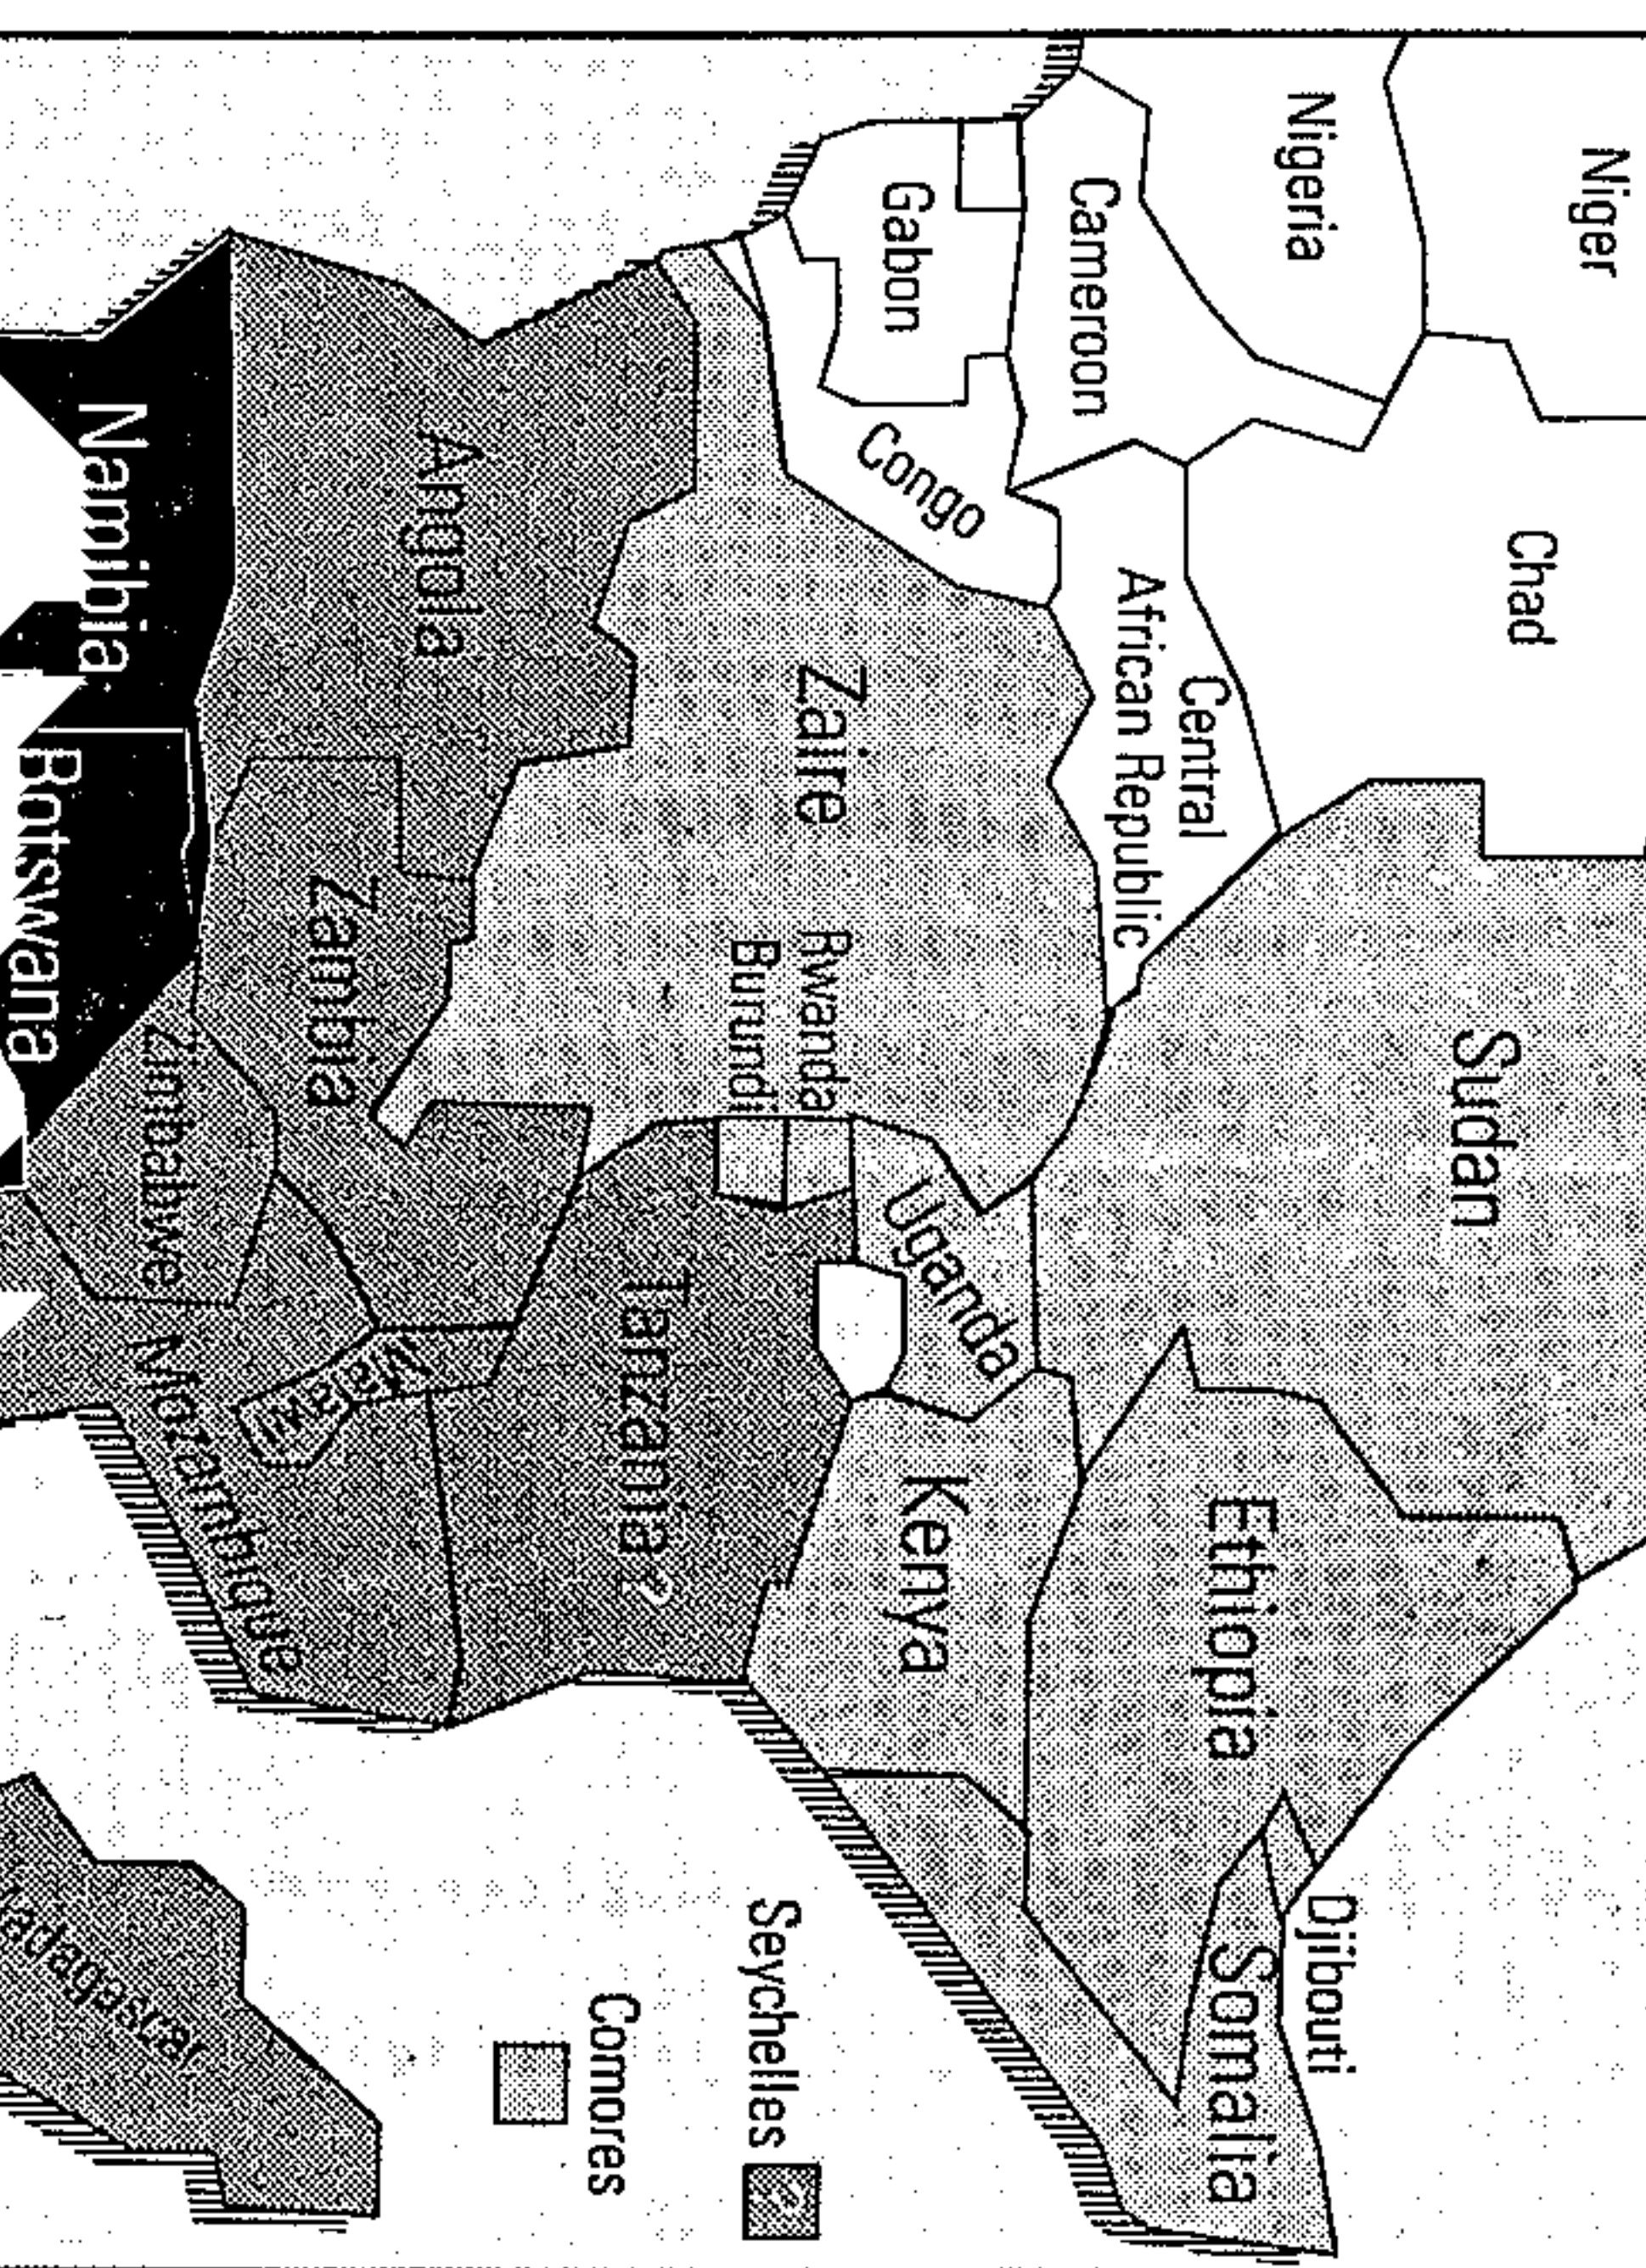 Niger
Nigeria
Chad
Cameroon
Central
African Republic
Sudan
Gabon
Congo
Ethiopia
Djibouti
Somalia
Zaire
Rwanda
Burundi
Uganda
Kenya
Tanzania
Seychelles
Comores
Angola
Zambia
Malawi
Zimbabwe
Mozambique
Namibia
Botswana